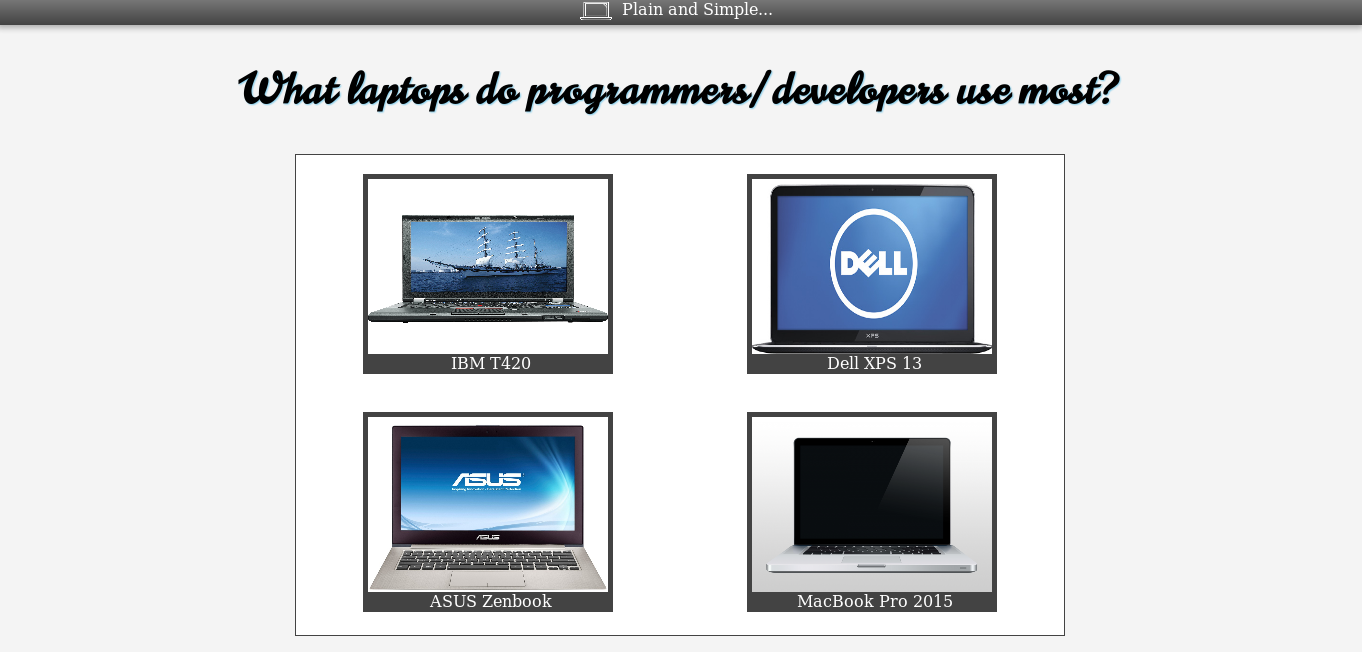 Plain and Simple...
What laptops do programmers/developers use most?
DELL
XPS
IBM T420
Dell XPS 13
ASUS
ASUS
ASUS Zenbook
MacBook Pro 2015